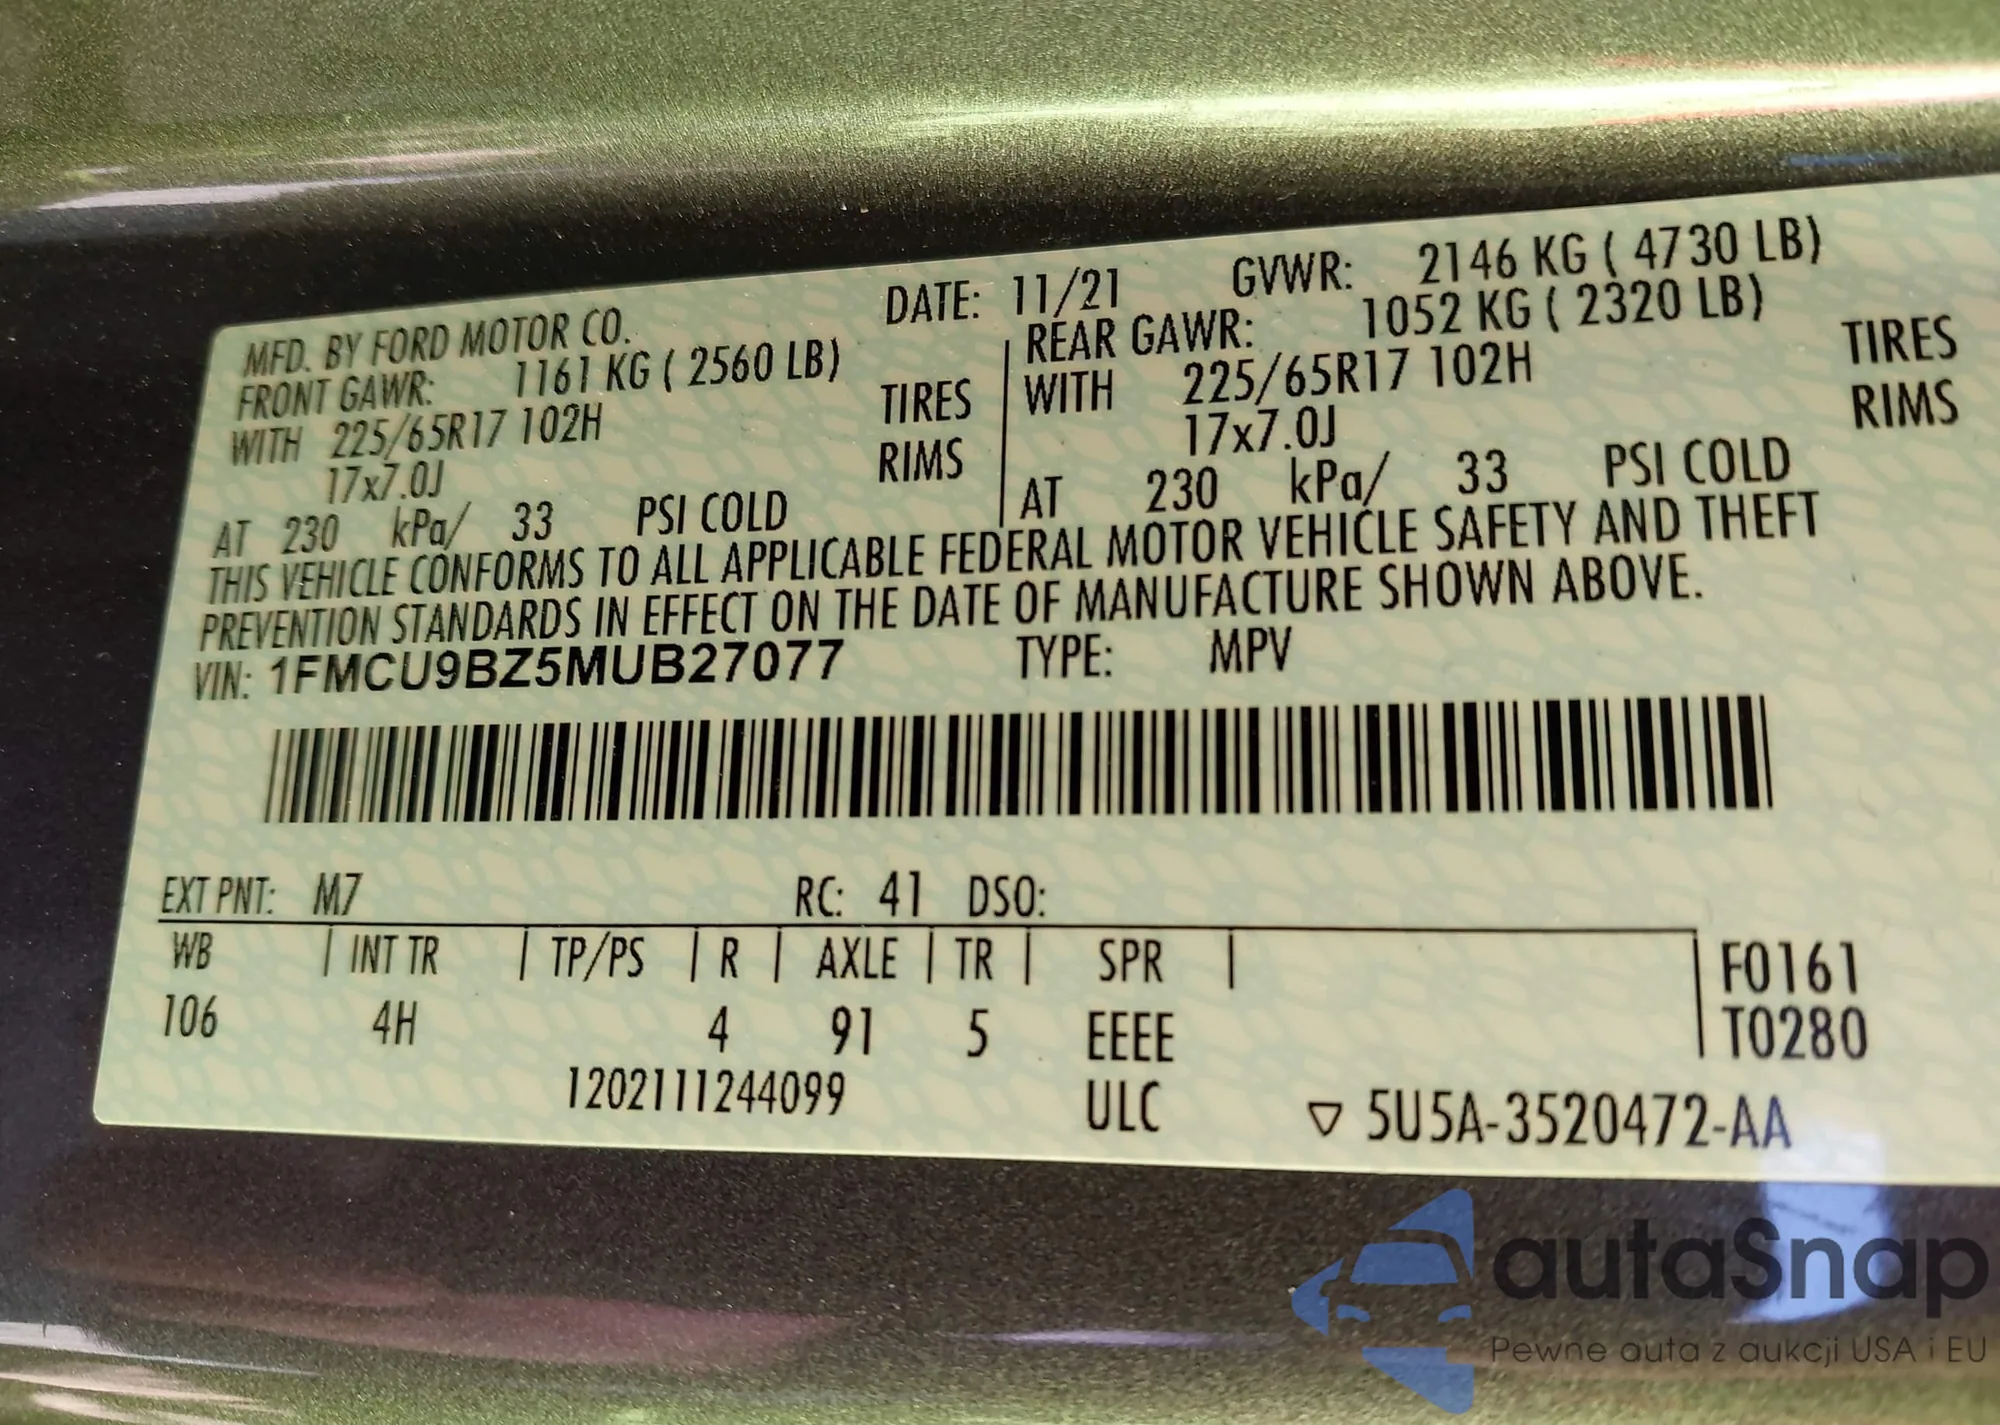 MFD. BY FORD MOTOR CO. DATE: 11/21 GVWR: 2146 KG ( 4730 LB)
FRONT GAWR: 1161 KG ( 2560 LB) REAR GAWR: 1052 KG ( 2320 LB)
WITH 225/65R17 102H TIRES WITH 225/65R17 102H TIRES
17x7.0J RIMS 17x7.0J RIMS
AT 230 kPa/ 33 PSI COLD AT 230 kPa/ 33 PSI COLD
THIS VEHICLE CONFORMS TO ALL APPLICABLE FEDERAL MOTOR VEHICLE SAFETY AND THEFT
PREVENTION STANDARDS IN EFFECT ON THE DATE OF MANUFACTURE SHOWN ABOVE.
VIN: 1FMCU9BZ5MUB27077 TYPE: MPV
EXT PNT: M7 RC: 41 DSO:
WB | INT TR | TP/PS | R | AXLE | TR | SPR | F0161
106 4H 4 91 5 EEEE T0280
1202111244099 ULC ▽ 5U5A-3520472-AA
autaSnap
Pewne auta z aukcji USA i EU